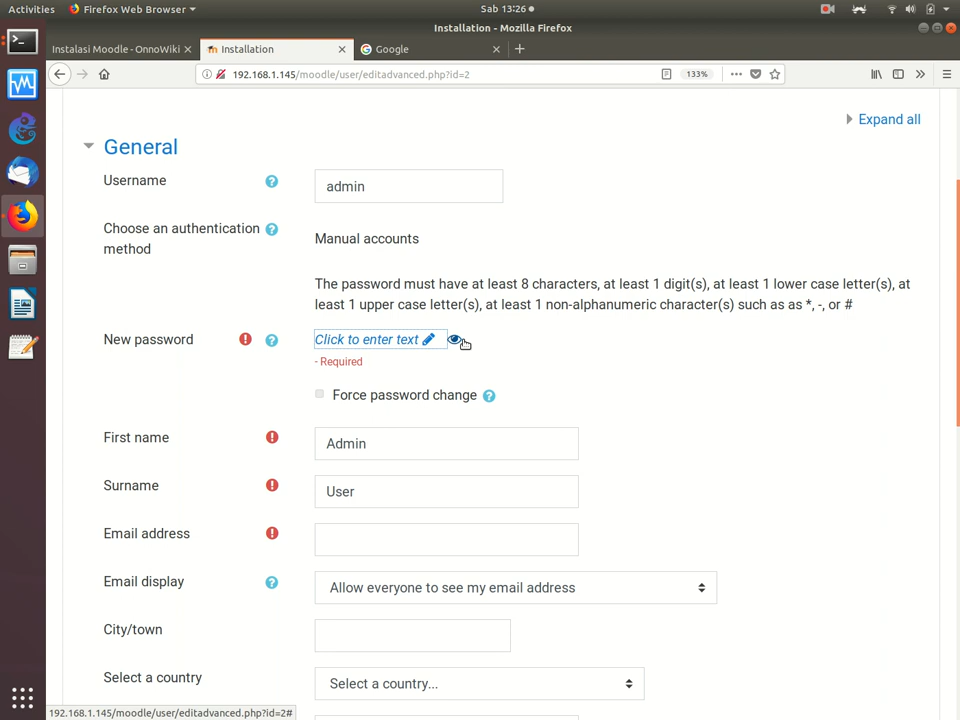 Activities
Firefox Web Browser
Sab 13:26
Installation - Mozilla Firefox
Instalasi Moodle - OnnoWiki
Installation
Google
192.168.1.145/moodle/user/editadvanced.php?id=2
133%
Expand all
General
Username
admin
Choose an authentication method
Manual accounts
The password must have at least 8 characters, at least 1 digit(s), at least 1 lower case letter(s), at
least 1 upper case letter(s), at least 1 non-alphanumeric character(s) such as as *, -, or #
New password
Click to enter text
- Required
Force password change
First name
Admin
Surname
User
Email address
Email display
Allow everyone to see my email address
City/town
Select a country
Select a country...
192.168.1.145/moodle/user/editadvanced.php?id=2#